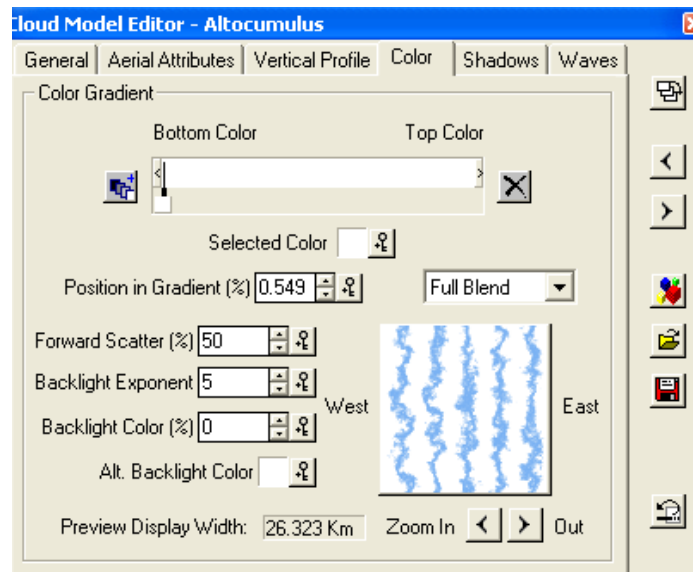 Cloud Model Editor - Altocumulus
General Aerial Attributes Vertical Profile Color Shadows Waves
Color Gradient
Bottom Color Top Color
Selected Color
Position in Gradient (%) 0.549 Full Blend
Forward Scatter (%) 50
Backlight Exponent 5
West East
Backlight Color (%) 0
Alt. Backlight Color
Preview Display Width: 26.323 Km Zoom In Out